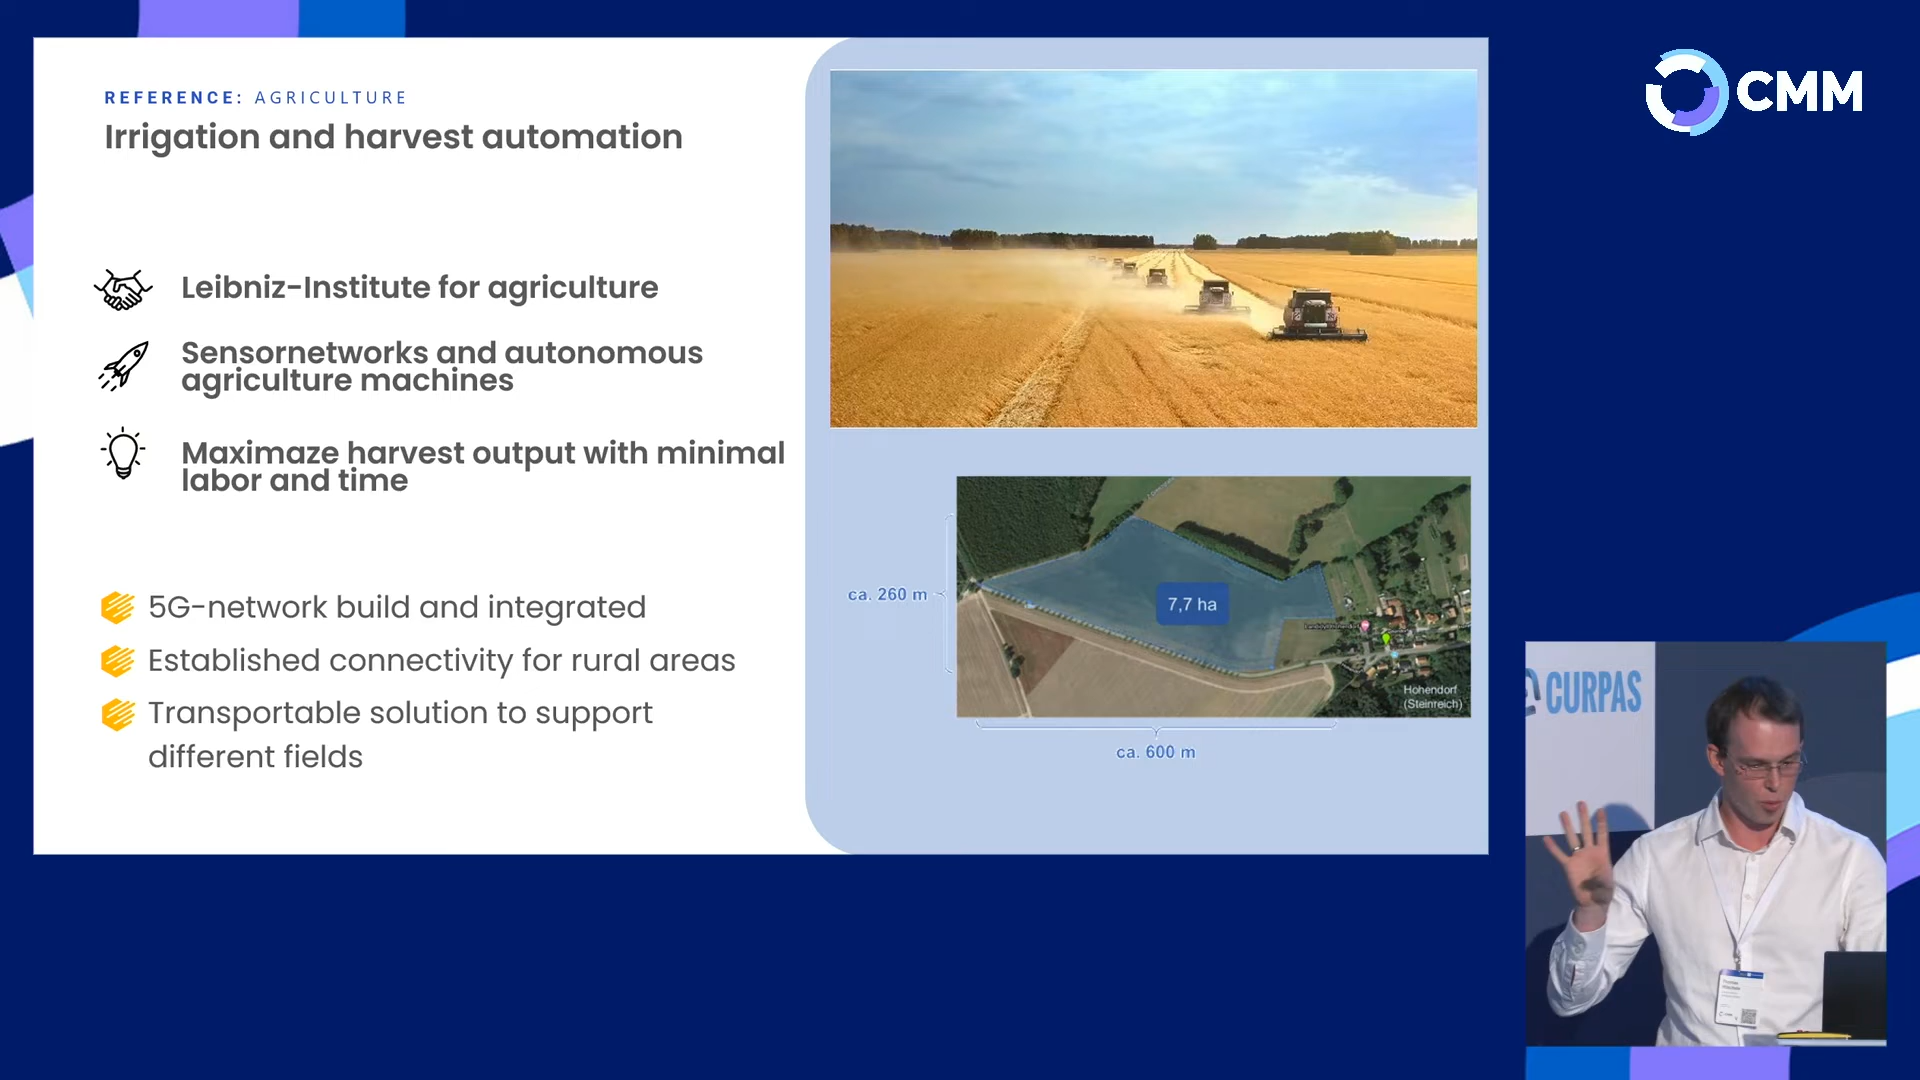 REFERENCE: AGRICULTURE
Irrigation and harvest automation
Leibniz-Institute for agriculture
Sensornetworks and autonomous
agriculture machines
Maximaze harvest output with minimal
labor and time
5G-network build and integrated
Established connectivity for rural areas
Transportable solution to support
different fields
ca. 260 m
7,7 ha
Hohendorf
(Steinreich)
ca. 600 m
CMM
CURPAS